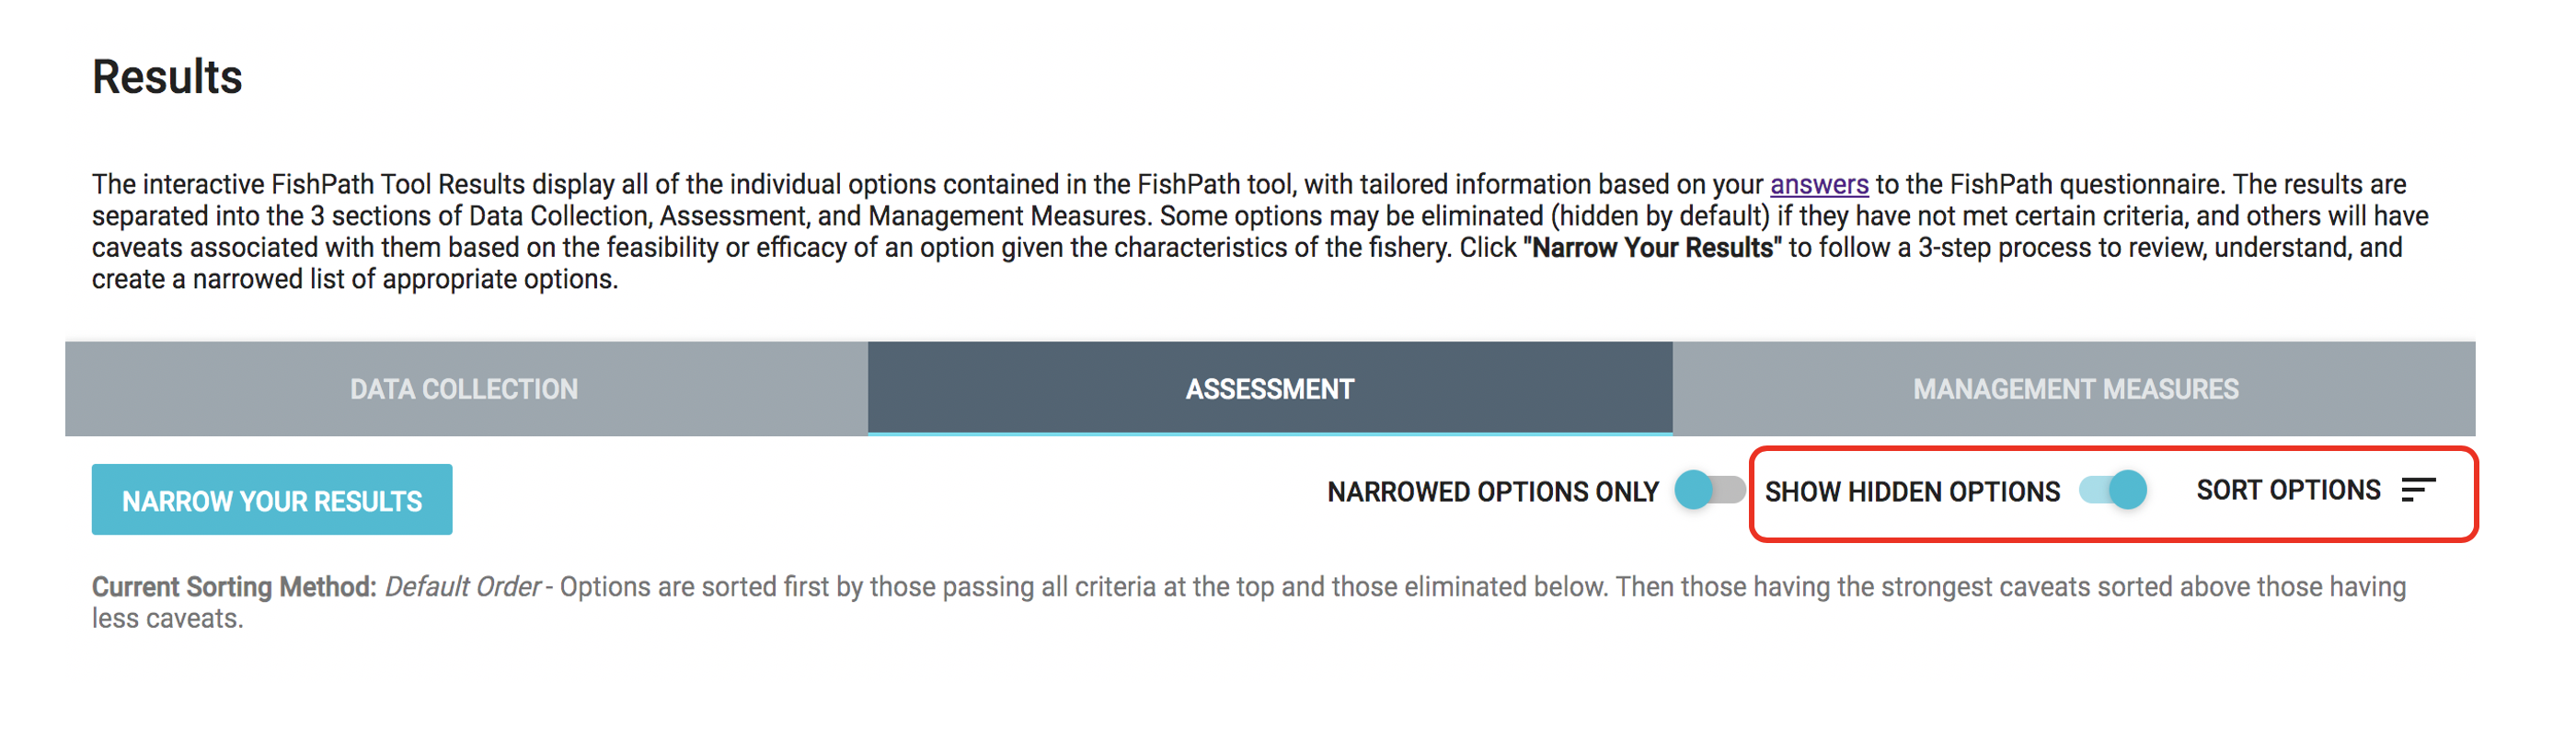 Results
The interactive FishPath Tool Results display all of the individual options contained in the FishPath tool, with tailored information based on your answers to the FishPath questionnaire. The results are
separated into the 3 sections of Data Collection, Assessment, and Management Measures. Some options may be eliminated (hidden by default) if they have not met certain criteria, and others will have
caveats associated with them based on the feasibility or efficacy of an option given the characteristics of the fishery. Click "Narrow Your Results" to follow a 3-step process to review, understand, and
create a narrowed list of appropriate options.
DATA COLLECTION ASSESSMENT MANAGEMENT MEASURES
NARROW YOUR RESULTS NARROWED OPTIONS ONLY SHOW HIDDEN OPTIONS SORT OPTIONS
Current Sorting Method: Default Order - Options are sorted first by those passing all criteria at the top and those eliminated below. Then those having the strongest caveats sorted above those having
less caveats.